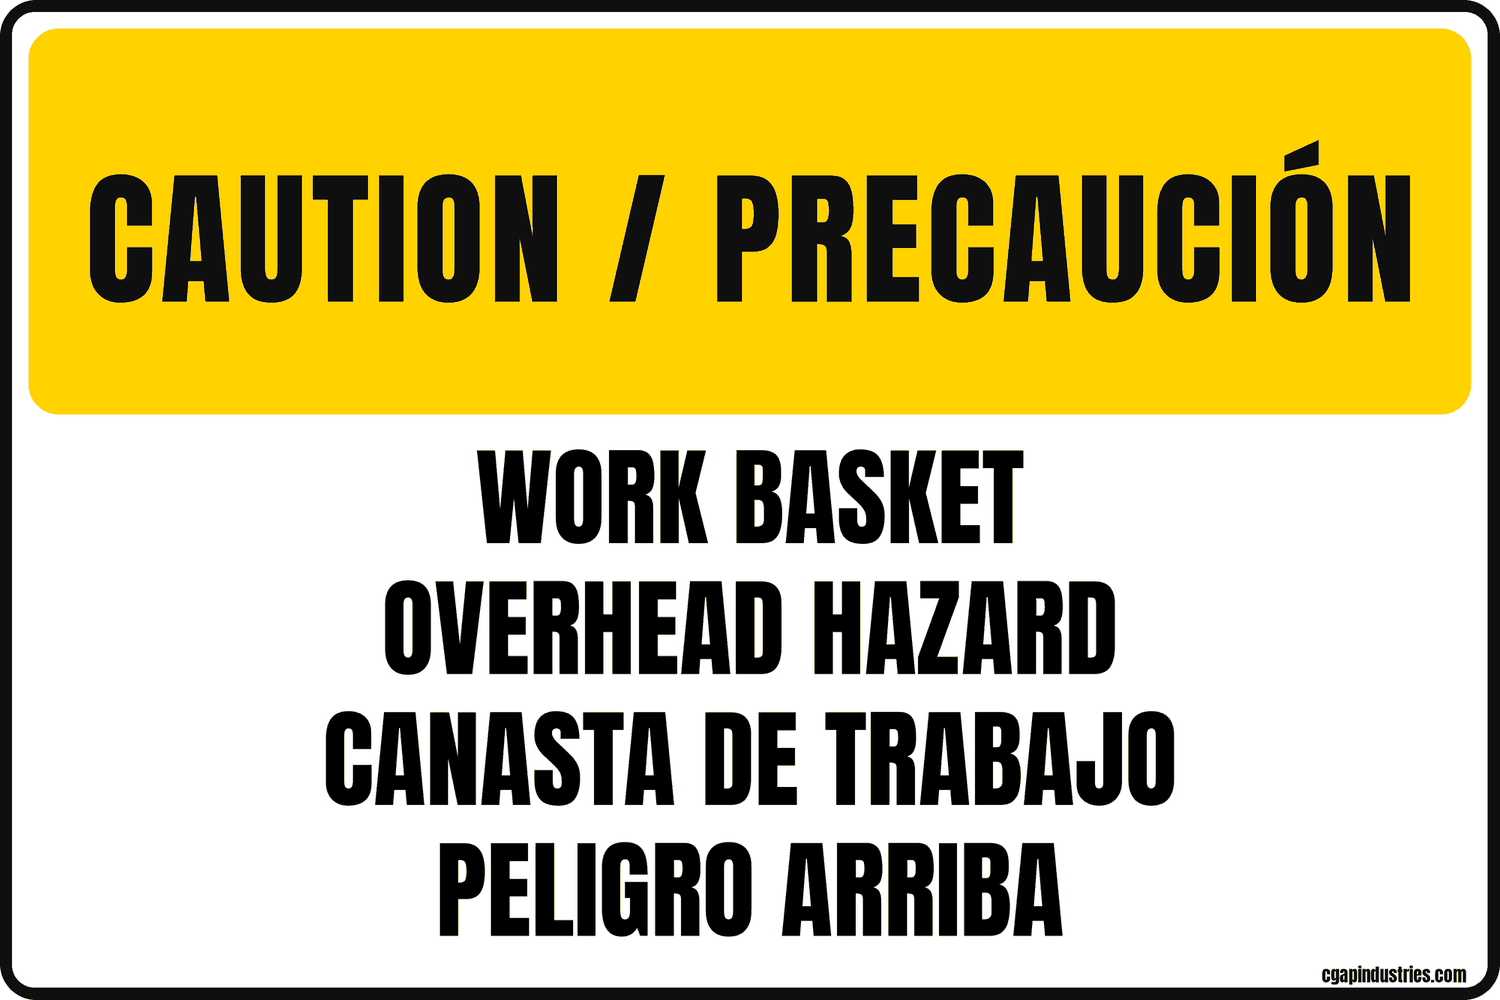 CAUTION / PRECAUCIÓN
WORK BASKET
OVERHEAD HAZARD
CANASTA DE TRABAJO
PELIGRO ARRIBA
cgapindustries.com